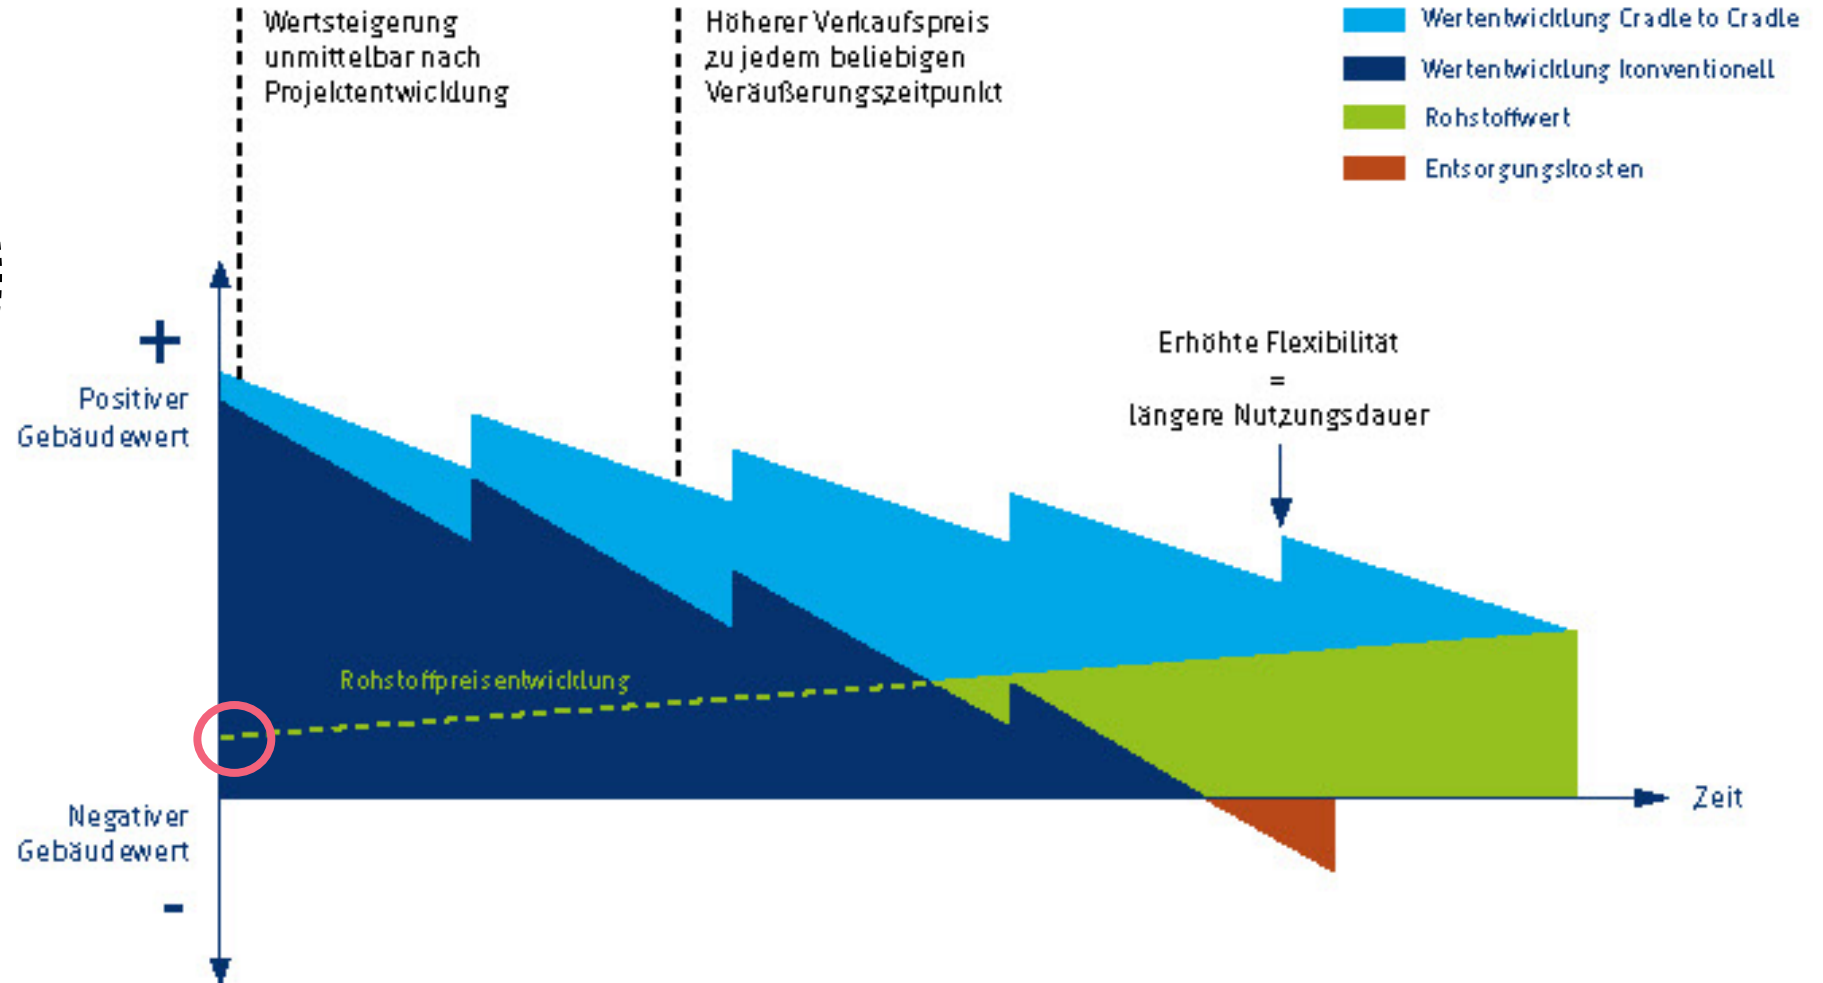 Wertsteigerung
unmittelbar nach
Projektentwicklung
Höherer Verkaufspreis
zu jedem beliebigen
Veräußerungszeitpunkt
Wertentwicklung Cradle to Cradle
Wertentwicklung konventionell
Rohstoffwert
Entsorgungskosten
+
Positiver
Gebäudewert
Erhöhte Flexibilität
=
längere Nutzungsdauer
Rohstoffpreisentwicklung
Zeit
Negativer
Gebäudewert
-